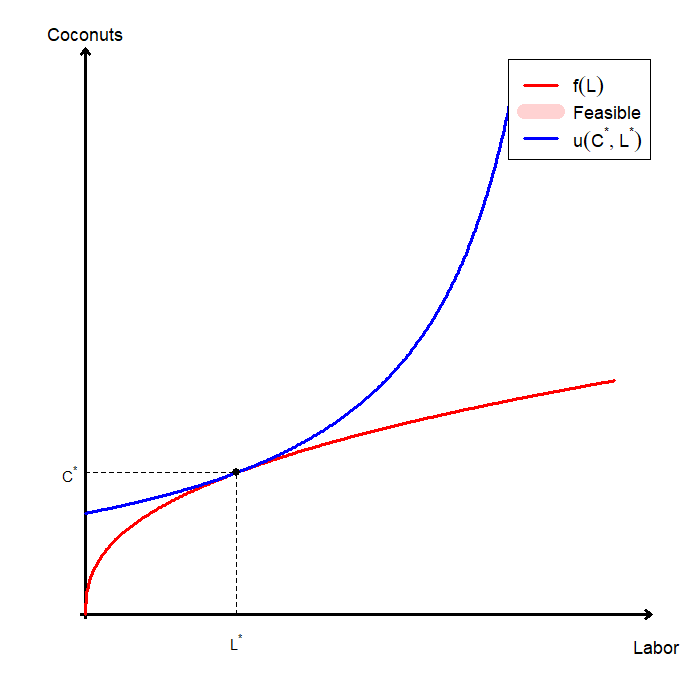 Coconuts
f(L)
Feasible
u(C*, L*)
C*
L*
Labor